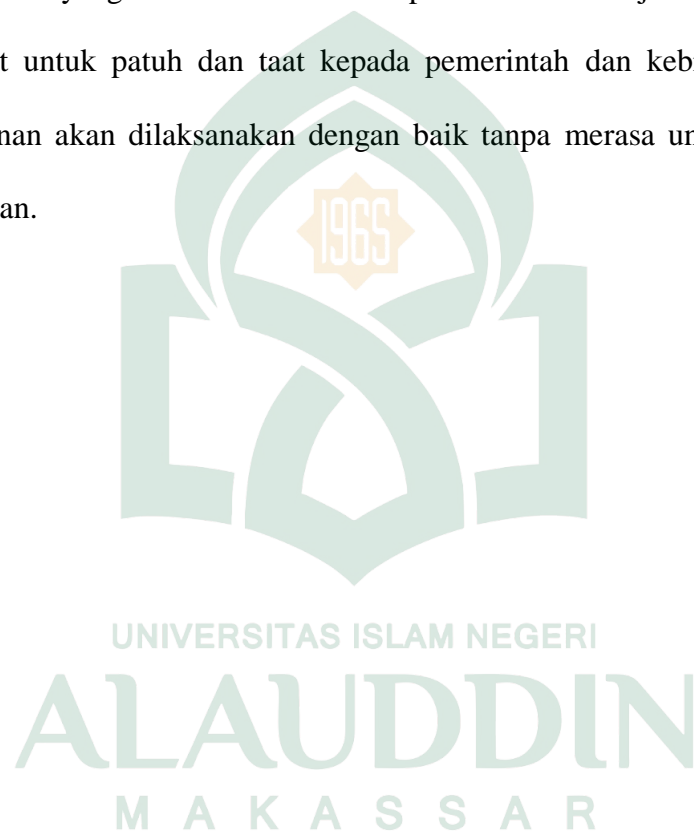 t untuk patuh dan taat kepada pemerintah dan keb
nan akan dilaksanakan dengan baik tanpa merasa un
an.
1965
UNIVERSITAS ISLAM NEGERI
ALAUDDIN
MAKASSAR